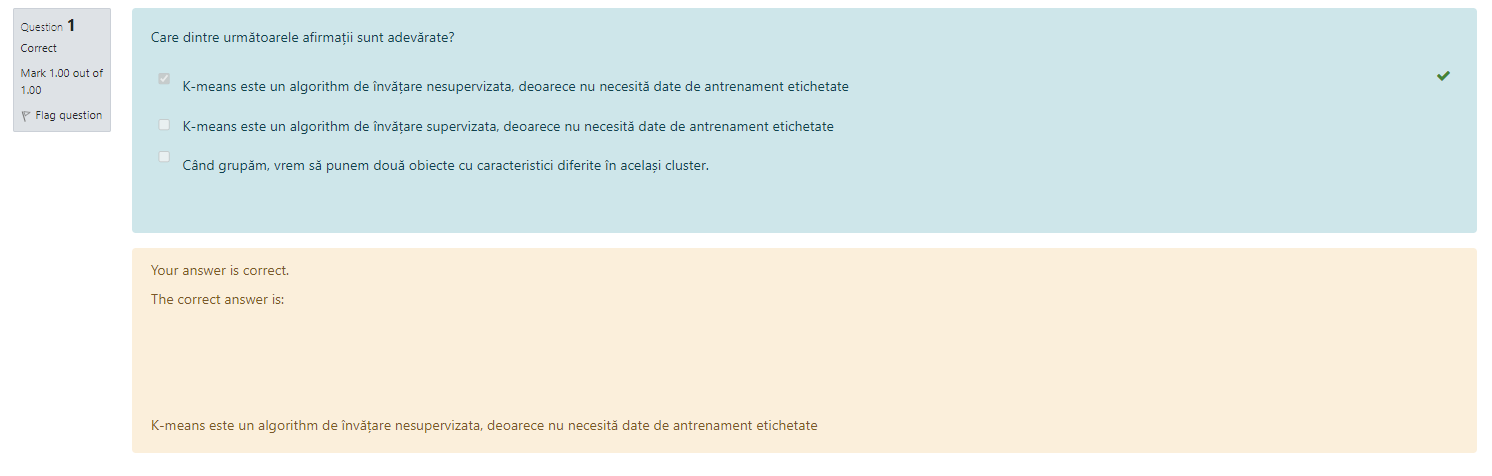 Question 1
Correct
Mark 1.00 out of
1.00
Flag question
Care dintre următoarele afirmații sunt adevărate?
K-means este un algorithm de învățare nesupervizata, deoarece nu necesită date de antrenament etichetate
K-means este un algorithm de învățare supervizata, deoarece nu necesită date de antrenament etichetate
Când grupăm, vrem să punem două obiecte cu caracteristici diferite în același cluster.
Your answer is correct.
The correct answer is:
K-means este un algorithm de învățare nesupervizata, deoarece nu necesită date de antrenament etichetate